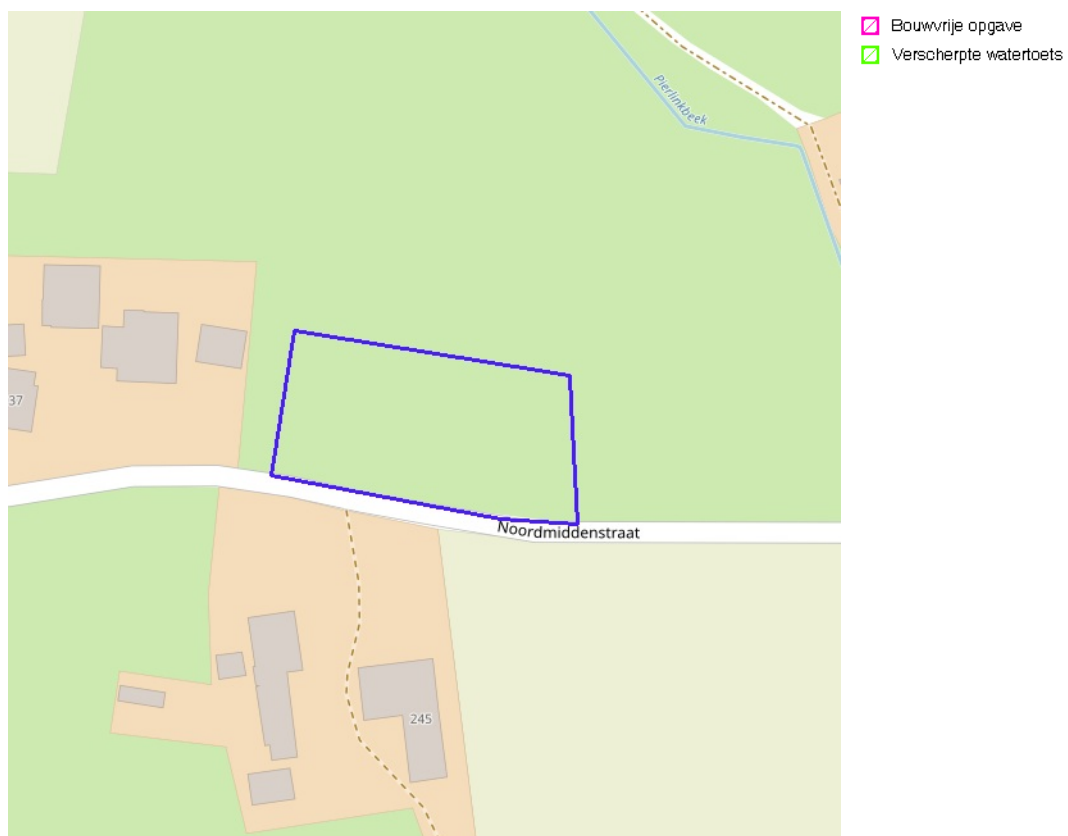 Bouwvrije opgave
Verscherpte watertoets
Pierlinkbeek
37
Noordmiddenstraat
245